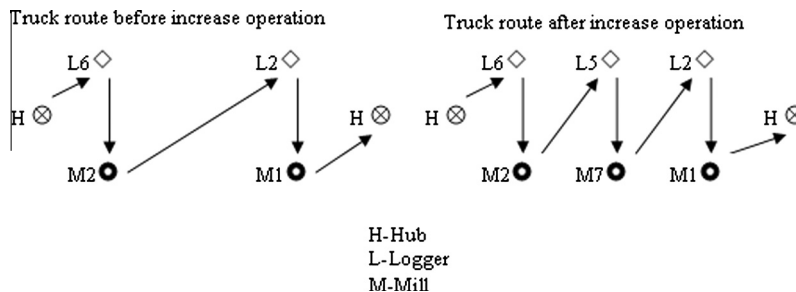 Truck route before increase operation
Truck route after increase operation
L6 L2 L6 L5 L2
H H H H
M2 M1 M2 M7 M1
H-Hub
L-Logger
M-Mill